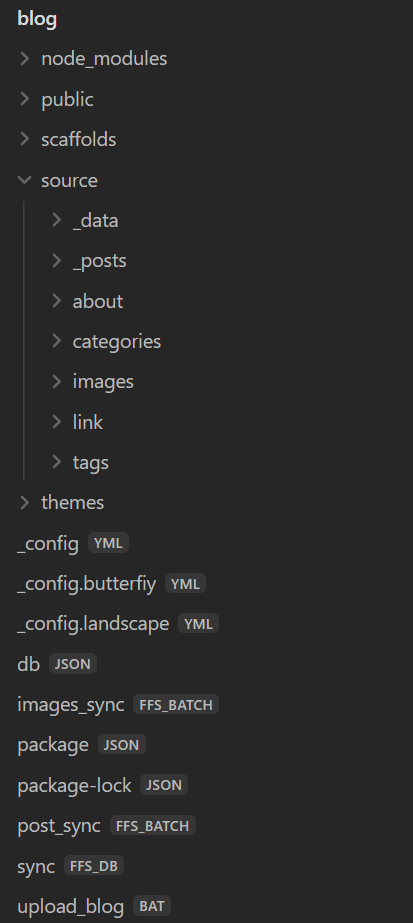 blog
node_modules
public
scaffolds
source
_data
_posts
about
categories
images
link
tags
themes
_config YML
_config.butterfiy YML
_config.landscape YML
db JSON
images_sync FFS_BATCH
package JSON
package-lock JSON
post_sync FFS_BATCH
sync FFS_DB
upload_blog BAT